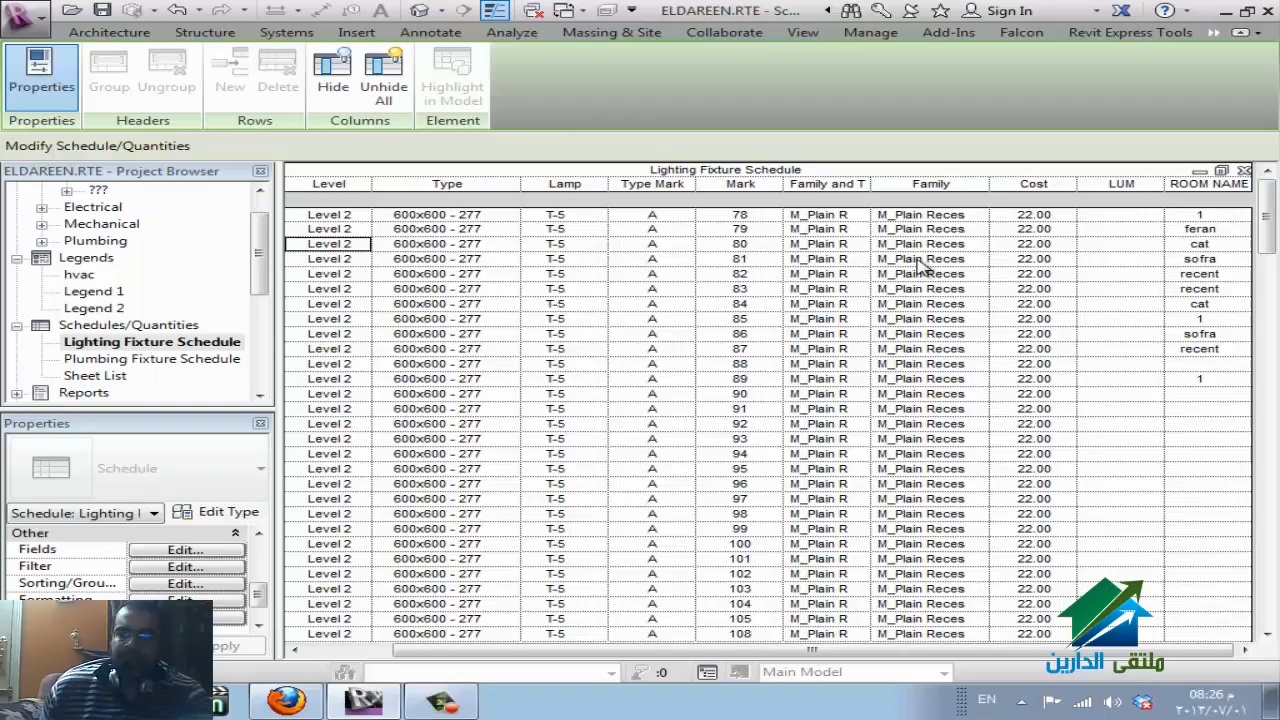 ELDAREEN.RTE - Sc...
Sign In
Architecture Structure Systems Insert Annotate Analyze Massing & Site Collaborate View Manage Add-Ins Falcon Revit Express Tools
Properties Group Ungroup New Delete Hide Unhide All Highlight in Model
Properties Headers Rows Columns Element
Modify Schedule/Quantities
ELDAREEN.RTE - Project Browser
???
Electrical
Mechanical
Plumbing
Legends
hvac
Legend 1
Legend 2
Schedules/Quantities
Lighting Fixture Schedule
Plumbing Fixture Schedule
Sheet List
Reports
Properties
Schedule
Schedule: Lighting Edit Type
Other
Fields Edit...
Filter Edit...
Sorting/Grou... Edit...
Formatting Edit
Lighting Fixture Schedule
Level Type Lamp Type Mark Mark Family and T Family Cost LUM ROOM NAME
Level 2 600x600 - 277 T-5 A 78 M_Plain R M_Plain Reces 22.00 1
Level 2 600x600 - 277 T-5 A 79 M_Plain R M_Plain Reces 22.00 feran
Level 2 600x600 - 277 T-5 A 80 M_Plain R M_Plain Reces 22.00 cat
Level 2 600x600 - 277 T-5 A 81 M_Plain R M_Plain Reces 22.00 sofra
Level 2 600x600 - 277 T-5 A 82 M_Plain R M_Plain Reces 22.00 recent
Level 2 600x600 - 277 T-5 A 83 M_Plain R M_Plain Reces 22.00 recent
Level 2 600x600 - 277 T-5 A 84 M_Plain R M_Plain Reces 22.00 cat
Level 2 600x600 - 277 T-5 A 85 M_Plain R M_Plain Reces 22.00 1
Level 2 600x600 - 277 T-5 A 86 M_Plain R M_Plain Reces 22.00 sofra
Level 2 600x600 - 277 T-5 A 87 M_Plain R M_Plain Reces 22.00 recent
Level 2 600x600 - 277 T-5 A 88 M_Plain R M_Plain Reces 22.00
Level 2 600x600 - 277 T-5 A 89 M_Plain R M_Plain Reces 22.00 1
Level 2 600x600 - 277 T-5 A 90 M_Plain R M_Plain Reces 22.00
Level 2 600x600 - 277 T-5 A 91 M_Plain R M_Plain Reces 22.00
Level 2 600x600 - 277 T-5 A 92 M_Plain R M_Plain Reces 22.00
Level 2 600x600 - 277 T-5 A 93 M_Plain R M_Plain Reces 22.00
Level 2 600x600 - 277 T-5 A 94 M_Plain R M_Plain Reces 22.00
Level 2 600x600 - 277 T-5 A 95 M_Plain R M_Plain Reces 22.00
Level 2 600x600 - 277 T-5 A 96 M_Plain R M_Plain Reces 22.00
Level 2 600x600 - 277 T-5 A 97 M_Plain R M_Plain Reces 22.00
Level 2 600x600 - 277 T-5 A 98 M_Plain R M_Plain Reces 22.00
Level 2 600x600 - 277 T-5 A 99 M_Plain R M_Plain Reces 22.00
Level 2 600x600 - 277 T-5 A 100 M_Plain R M_Plain Reces 22.00
Level 2 600x600 - 277 T-5 A 101 M_Plain R M_Plain Reces 22.00
Level 2 600x600 - 277 T-5 A 102 M_Plain R M_Plain Reces 22.00
Level 2 600x600 - 277 T-5 A 103 M_Plain R M_Plain Reces 22.00
Level 2 600x600 - 277 T-5 A 104 M_Plain R M_Plain Reces 22.00
Level 2 600x600 - 277 T-5 A 105 M_Plain R M_Plain Reces 22.00
Level 2 600x600 - 277 T-5 A 108 M_Plain R M_Plain Reces 22.00
ملتقى الدارين
:0 Main Model
EN
08:26 م
٢٠١٣/٠٧/٠١